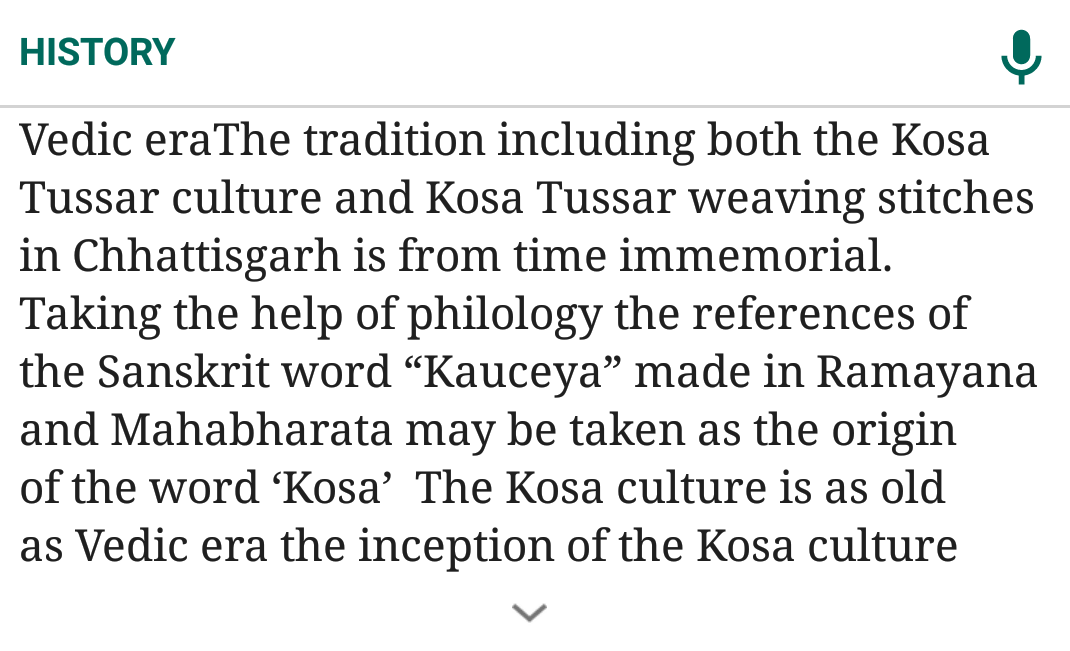 HISTORY
Vedic eraThe tradition including both the Kosa
Tussar culture and Kosa Tussar weaving stitches
in Chhattisgarh is from time immemorial.
Taking the help of philology the references of
the Sanskrit word “Kauceya” made in Ramayana
and Mahabharata may be taken as the origin
of the word ‘Kosa’  The Kosa culture is as old
as Vedic era the inception of the Kosa culture